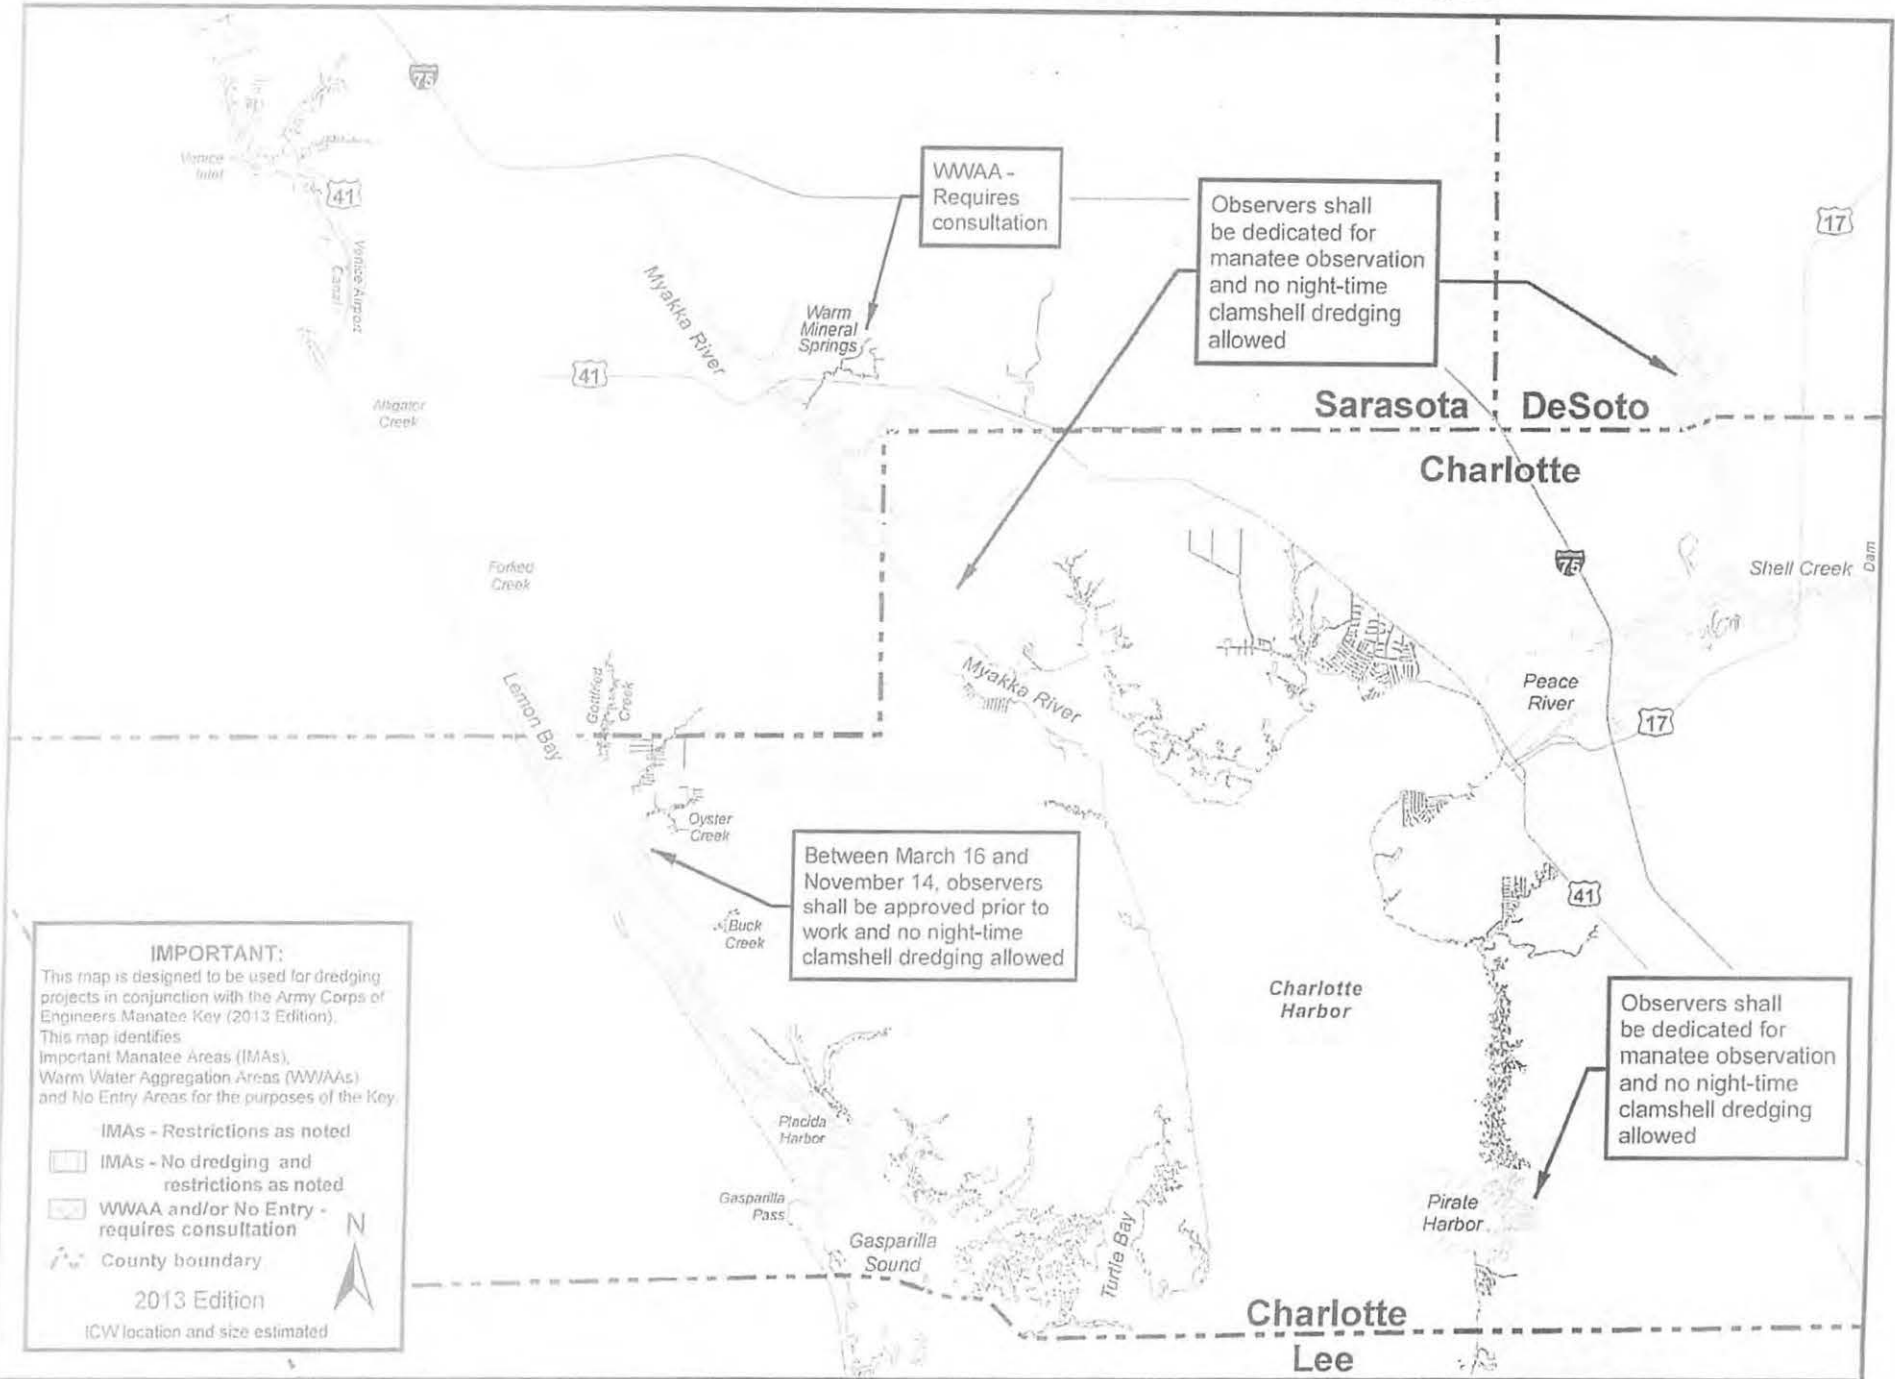 75
Venice
Inlet
41
Venice Airport
Canal
WWAA -
Requires
consultation
Observers shall
be dedicated for
manatee observation
and no night-time
clamshell dredging
allowed
17
Myakka River
Warm
Mineral
Springs
41
Alligator
Creek
Sarasota
DeSoto
Charlotte
Forked
Creek
75
Shell Creek
Dam
Lemon Bay
Gottfried
Creek
Myakka River
Peace
River
17
Oyster
Creek
Between March 16 and
November 14, observers
shall be approved prior to
work and no night-time
clamshell dredging allowed
41
Buck
Creek
Charlotte
Harbor
Observers shall
be dedicated for
manatee observation
and no night-time
clamshell dredging
allowed
IMPORTANT:
This map is designed to be used for dredging
projects in conjunction with the Army Corps of
Engineers Manatee Key (2013 Edition).
This map identifies
Important Manatee Areas (IMAs),
Warm Water Aggregation Areas (WWAAs)
and No Entry Areas for the purposes of the Key.
IMAs - Restrictions as noted
IMAs - No dredging and
restrictions as noted
WWAA and/or No Entry -
requires consultation
N
County boundary
2013 Edition
ICW location and size estimated
Placida
Harbor
Gasparilla
Pass
Gasparilla
Sound
Turtle Bay
Pirate
Harbor
Charlotte
Lee